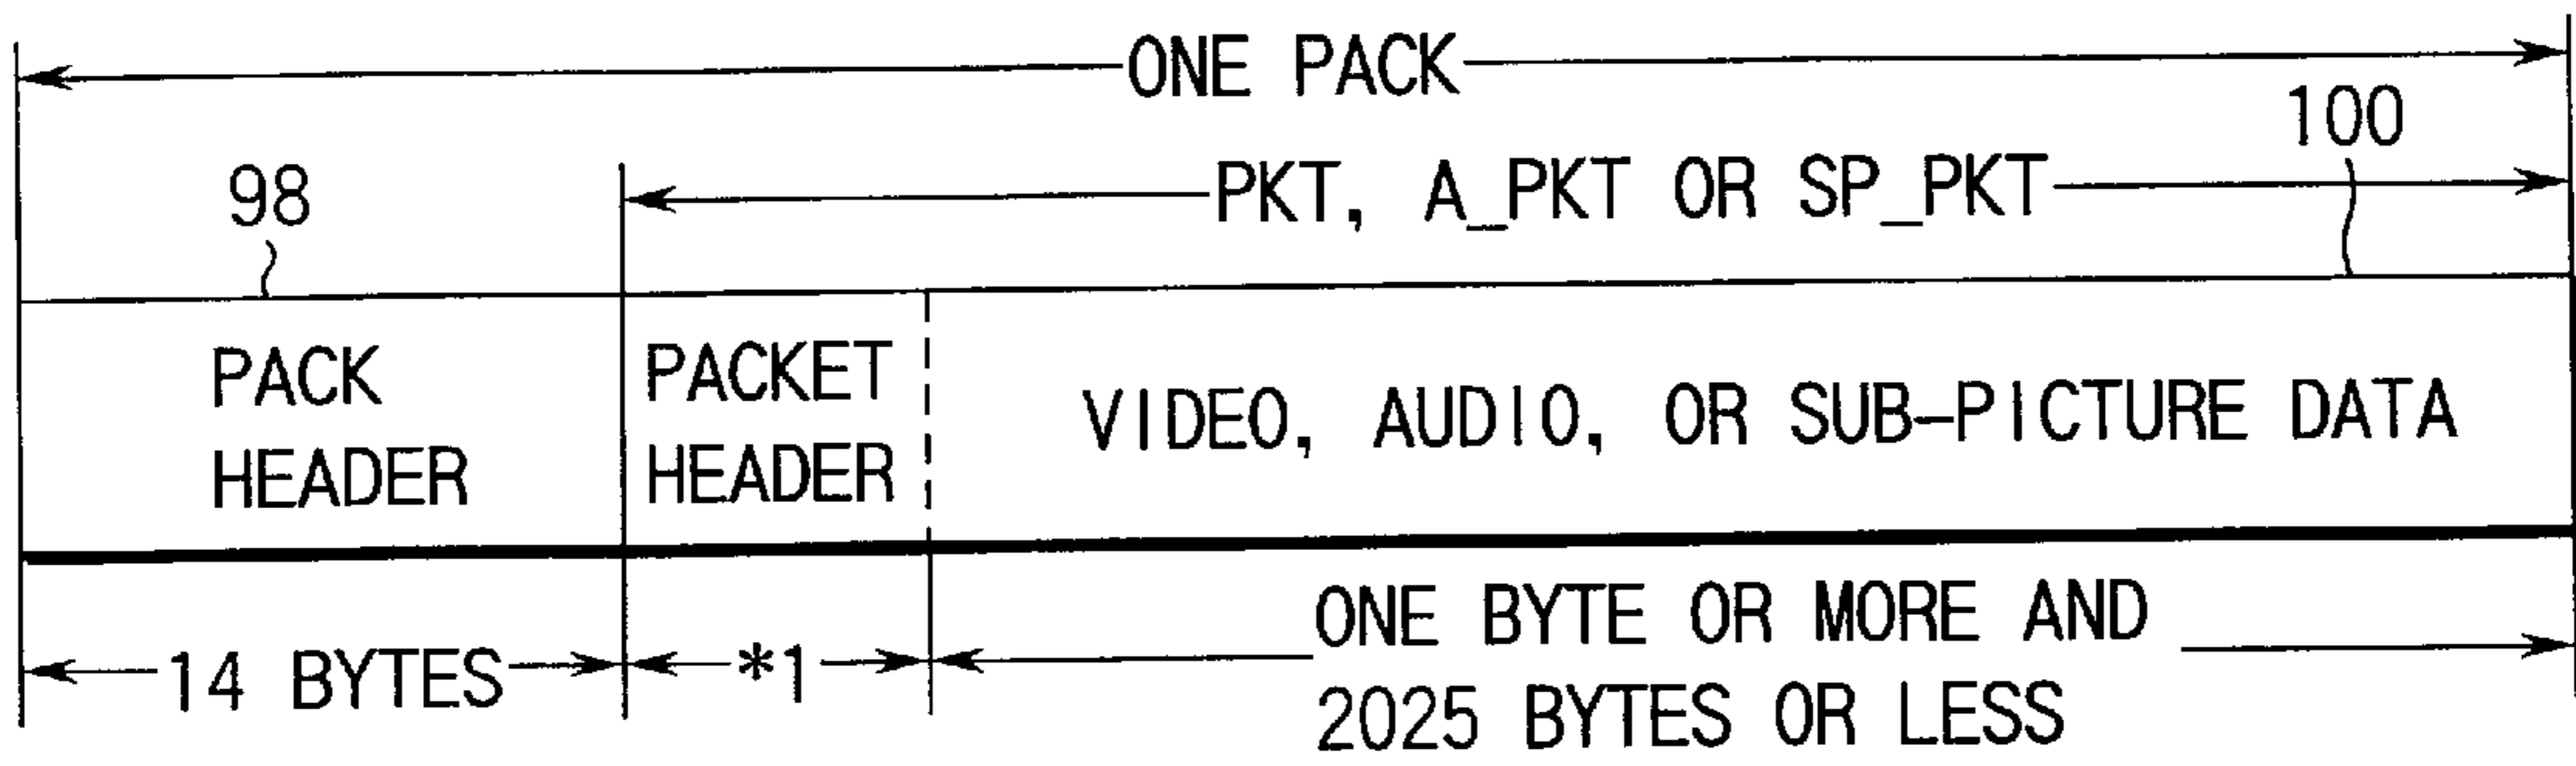 ONE PACK
100
98
PKT, A_PKT OR SP_PKT
PACK
HEADER
PACKET
HEADER
VIDEO, AUDIO, OR SUB-PICTURE DATA
14 BYTES
*1
ONE BYTE OR MORE AND
2025 BYTES OR LESS